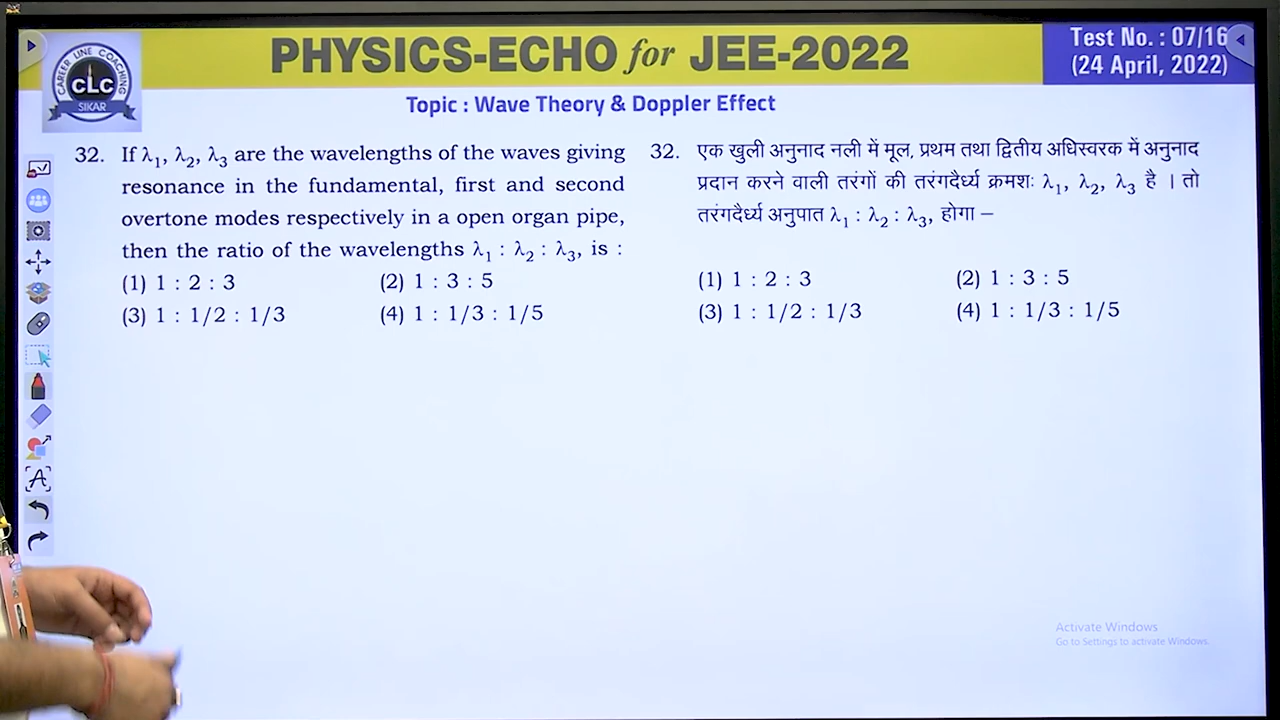 PHYSICS-ECHO for JEE-2022
Test No. : 07/16
(24 April, 2022)
CAREER LINE COACHING
CLC
SIKAR
Topic : Wave Theory & Doppler Effect
32. If λ₁, λ₂, λ₃ are the wavelengths of the waves giving
resonance in the fundamental, first and second
overtone modes respectively in a open organ pipe,
then the ratio of the wavelengths λ₁ : λ₂ : λ₃, is :
(1) 1 : 2 : 3 (2) 1 : 3 : 5
(3) 1 : 1/2 : 1/3 (4) 1 : 1/3 : 1/5
32. एक खुली अनुनाद नली में मूल, प्रथम तथा द्वितीय अधिस्वरक में अनुनाद
प्रदान करने वाली तरंगों की तरंगदैर्ध्य क्रमशः λ₁, λ₂, λ₃ है । तो
तरंगदैर्ध्य अनुपात λ₁ : λ₂ : λ₃, होगा –
(1) 1 : 2 : 3 (2) 1 : 3 : 5
(3) 1 : 1/2 : 1/3 (4) 1 : 1/3 : 1/5
Activate Windows
Go to Settings to activate Windows.